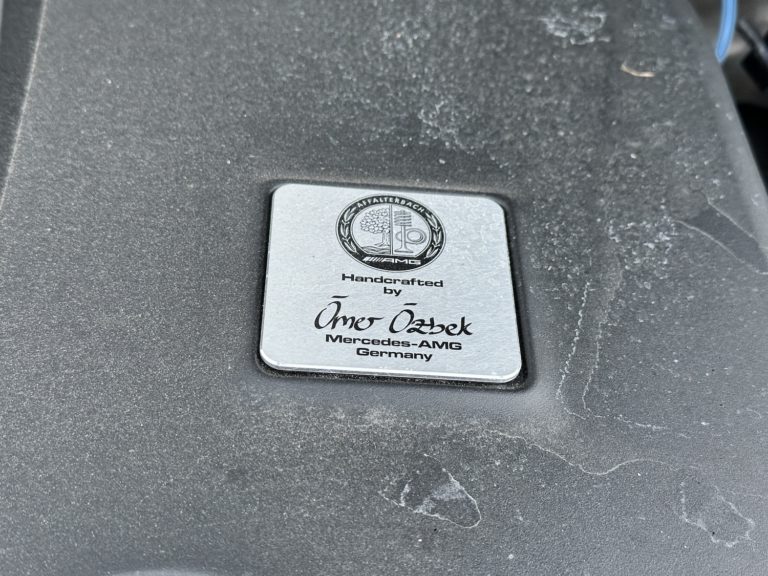 AFFALTERBACH
AMG
Handcrafted
by
Ömer Özbek
Mercedes-AMG
Germany